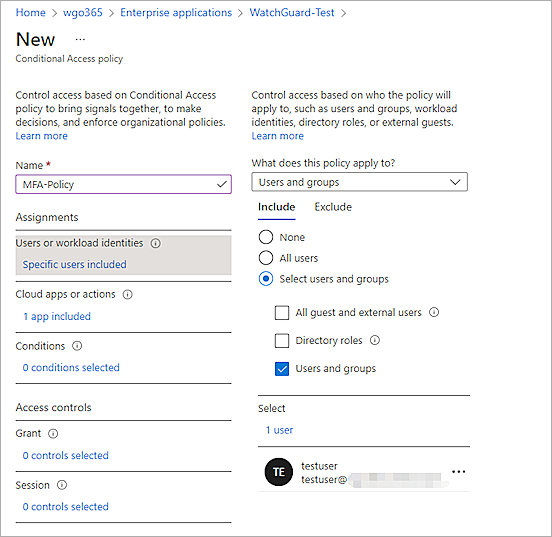 Home > wgo365 > Enterprise applications > WatchGuard-Test >
New ...
Conditional Access policy
Control access based on Conditional Access
policy to bring signals together, to make
decisions, and enforce organizational policies.
Learn more
Name *
MFA-Policy
Assignments
Users or workload identities
Specific users included
Cloud apps or actions
1 app included
Conditions
0 conditions selected
Access controls
Grant
0 controls selected
Session
0 controls selected
Control access based on who the policy will
apply to, such as users and groups, workload
identities, directory roles, or external guests.
Learn more
What does this policy apply to?
Users and groups
Include Exclude
None
All users
Select users and groups
All guest and external users
Directory roles
Users and groups
Select
1 user
TE
testuser
testuser@